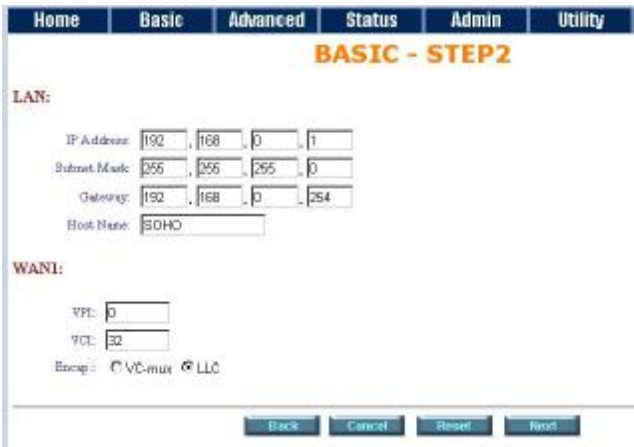 Home Basic Advanced Status Admin Utility
BASIC - STEP2
LAN:
IP Address: 192 . 168 . 0 . 1
Subnet Mask: 255 . 255 . 255 . 0
Gateway: 192 . 168 . 0 . 254
Host Name: SOHO
WAN1:
VPI: 0
VCI: 32
Encap.: VC-mux LLC
Back Cancel Reset Next